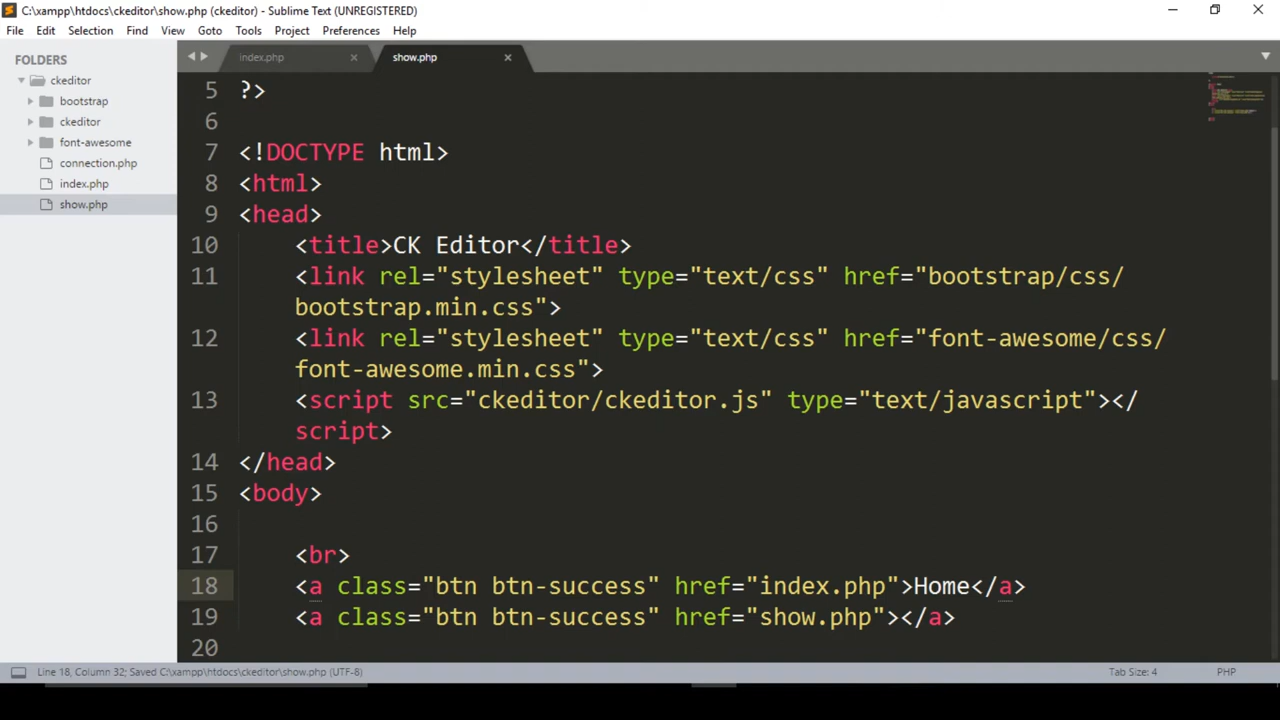 C:\xampp\htdocs\ckeditor\show.php (ckeditor) - Sublime Text (UNREGISTERED)
File Edit Selection Find View Goto Tools Project Preferences Help
FOLDERS
ckeditor
bootstrap
ckeditor
font-awesome
connection.php
index.php
show.php
index.php × show.php ×
5 ?>
6
7 <!DOCTYPE html>
8 <html>
9 <head>
10 <title>CK Editor</title>
11 <link rel="stylesheet" type="text/css" href="bootstrap/css/
bootstrap.min.css">
12 <link rel="stylesheet" type="text/css" href="font-awesome/css/
font-awesome.min.css">
13 <script src="ckeditor/ckeditor.js" type="text/javascript"></
script>
14 </head>
15 <body>
16
17 <br>
18 <a class="btn btn-success" href="index.php">Home</a>
19 <a class="btn btn-success" href="show.php"></a>
20
Line 18, Column 32; Saved C:\xampp\htdocs\ckeditor\show.php (UTF-8) Tab Size: 4 PHP